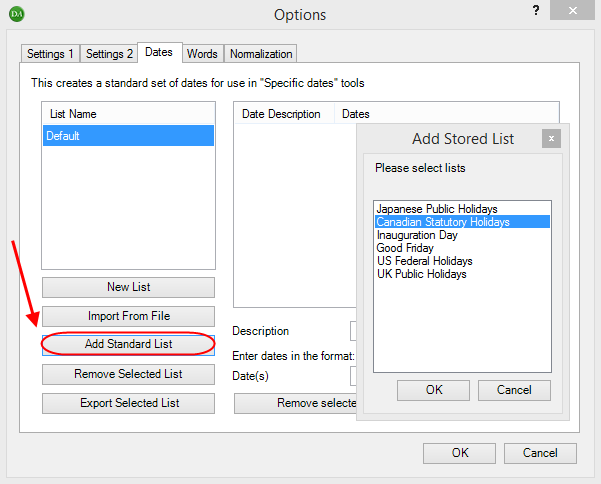 DA
Options
?
x
Settings 1
Settings 2
Dates
Words
Normalization
This creates a standard set of dates for use in "Specific dates" tools
List Name
Default
Date Description
Dates
Add Stored List
x
Please select lists
Japanese Public Holidays
Canadian Statutory Holidays
Inauguration Day
Good Friday
US Federal Holidays
UK Public Holidays
OK
Cancel
New List
Import From File
Add Standard List
Remove Selected List
Export Selected List
Description
Enter dates in the format:
Date(s)
Remove selecte
OK
Cancel